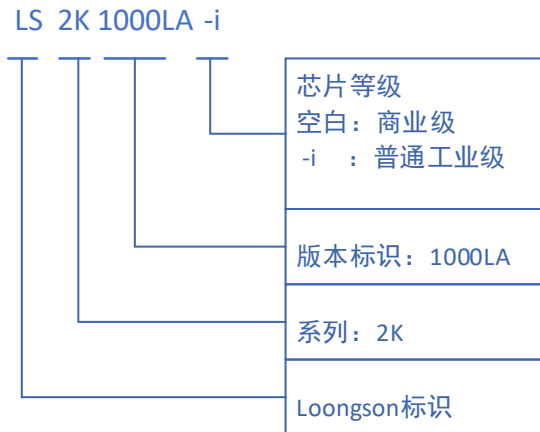 LS 2K 1000LA -i
芯片等级
空白：商业级
-i ：普通工业级
版本标识：1000LA
系列：2K
Loongson标识